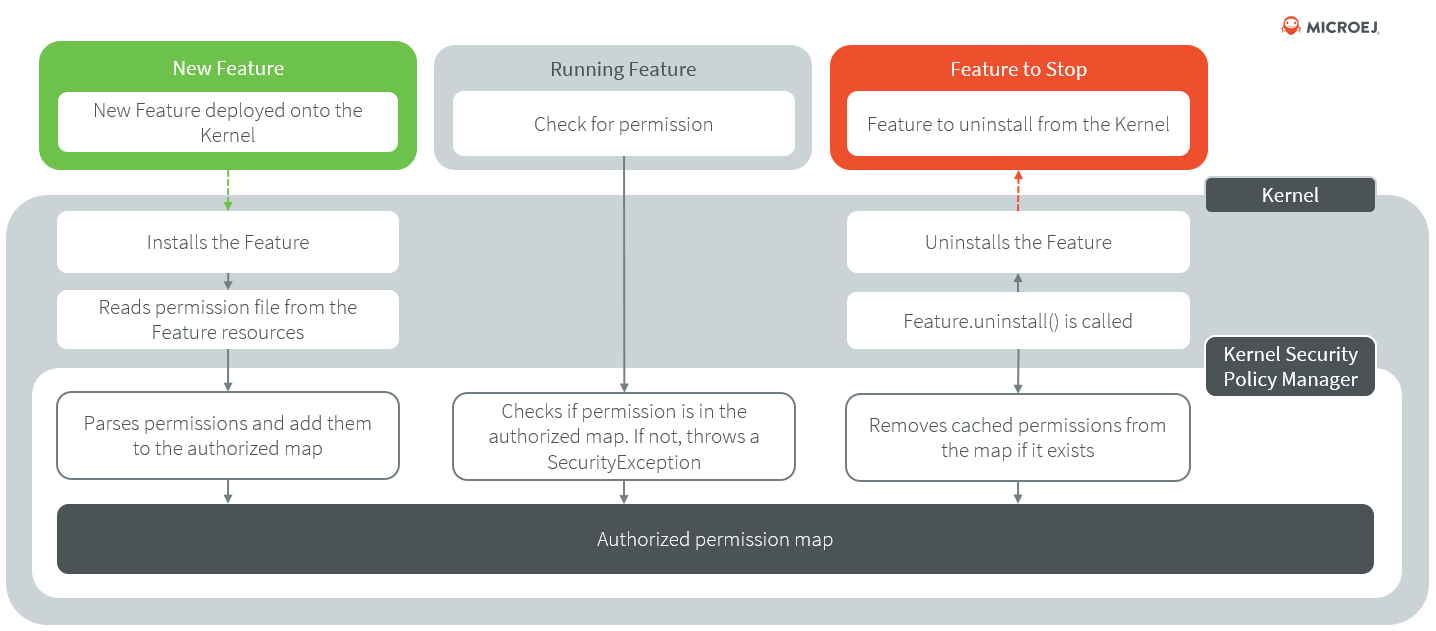 MICROEJ
New Feature
New Feature deployed onto the
Kernel
Running Feature
Check for permission
Feature to Stop
Feature to uninstall from the Kernel
Kernel
Installs the Feature
Uninstalls the Feature
Reads permission file from the
Feature resources
Feature.uninstall() is called
Kernel Security
Policy Manager
Parses permissions and add them
to the authorized map
Checks if permission is in the
authorized map. If not, throws a
SecurityException
Removes cached permissions from
the map if it exists
Authorized permission map